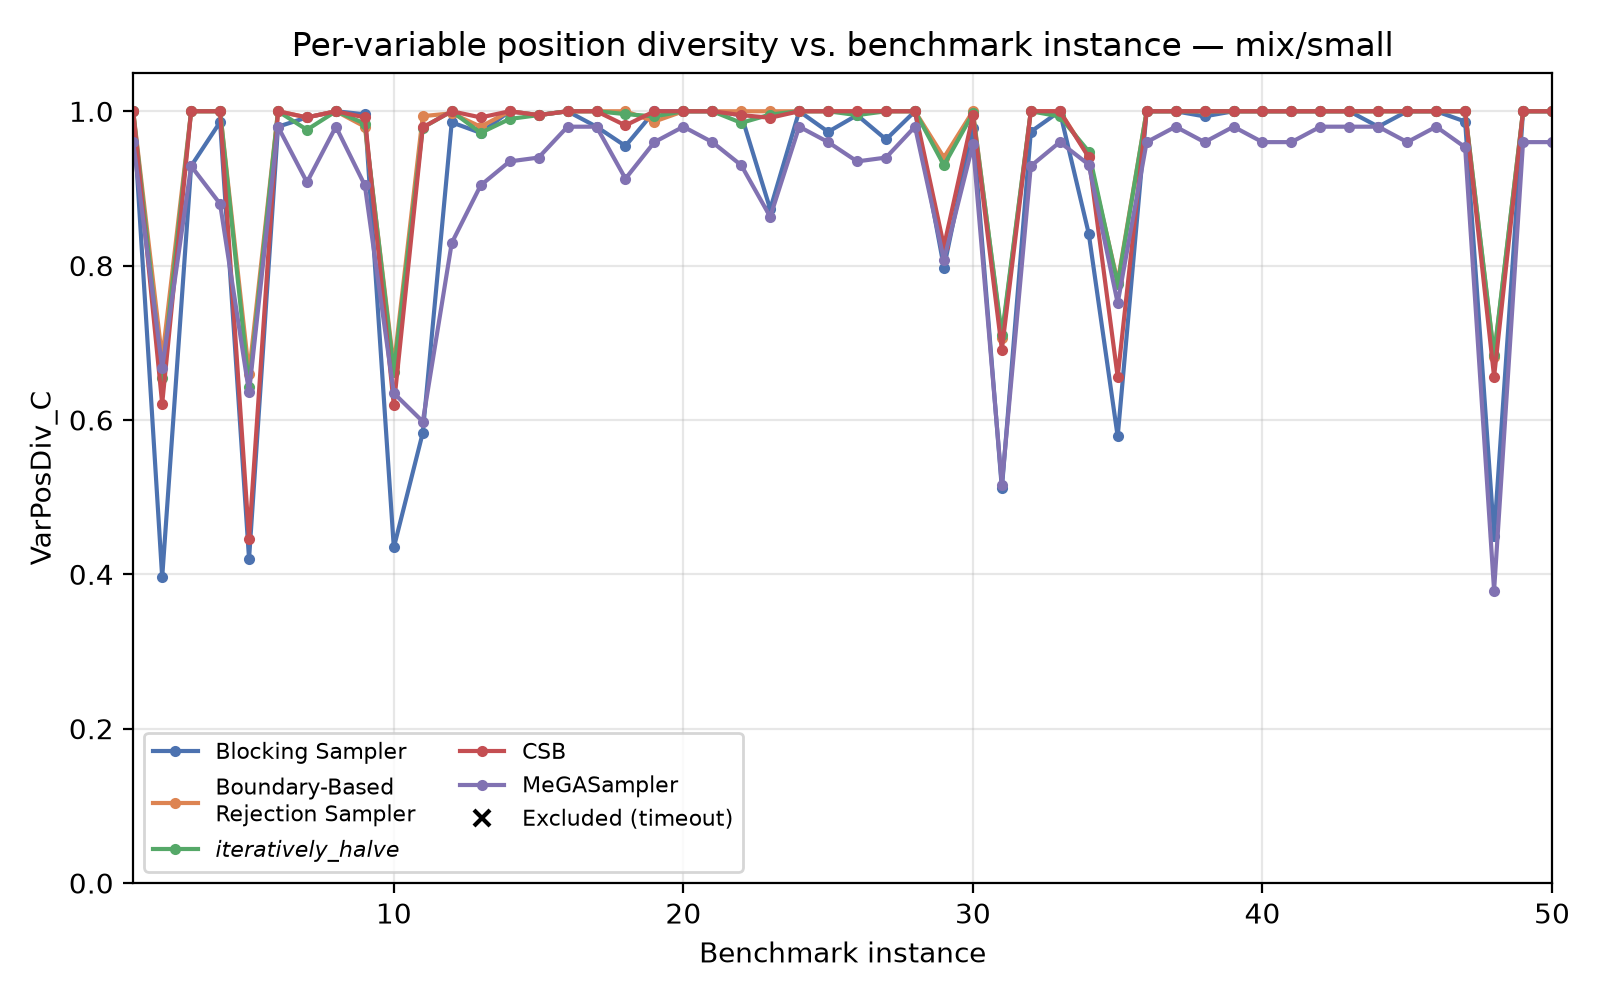 Per-variable position diversity vs. benchmark instance — mix/small
VarPosDiv_C
1.0
0.8
0.6
0.4
0.2
0.0
Blocking Sampler
Boundary-Based
Rejection Sampler
iteratively_halve
CSB
MeGASampler
Excluded (timeout)
10
20
30
40
50
Benchmark instance